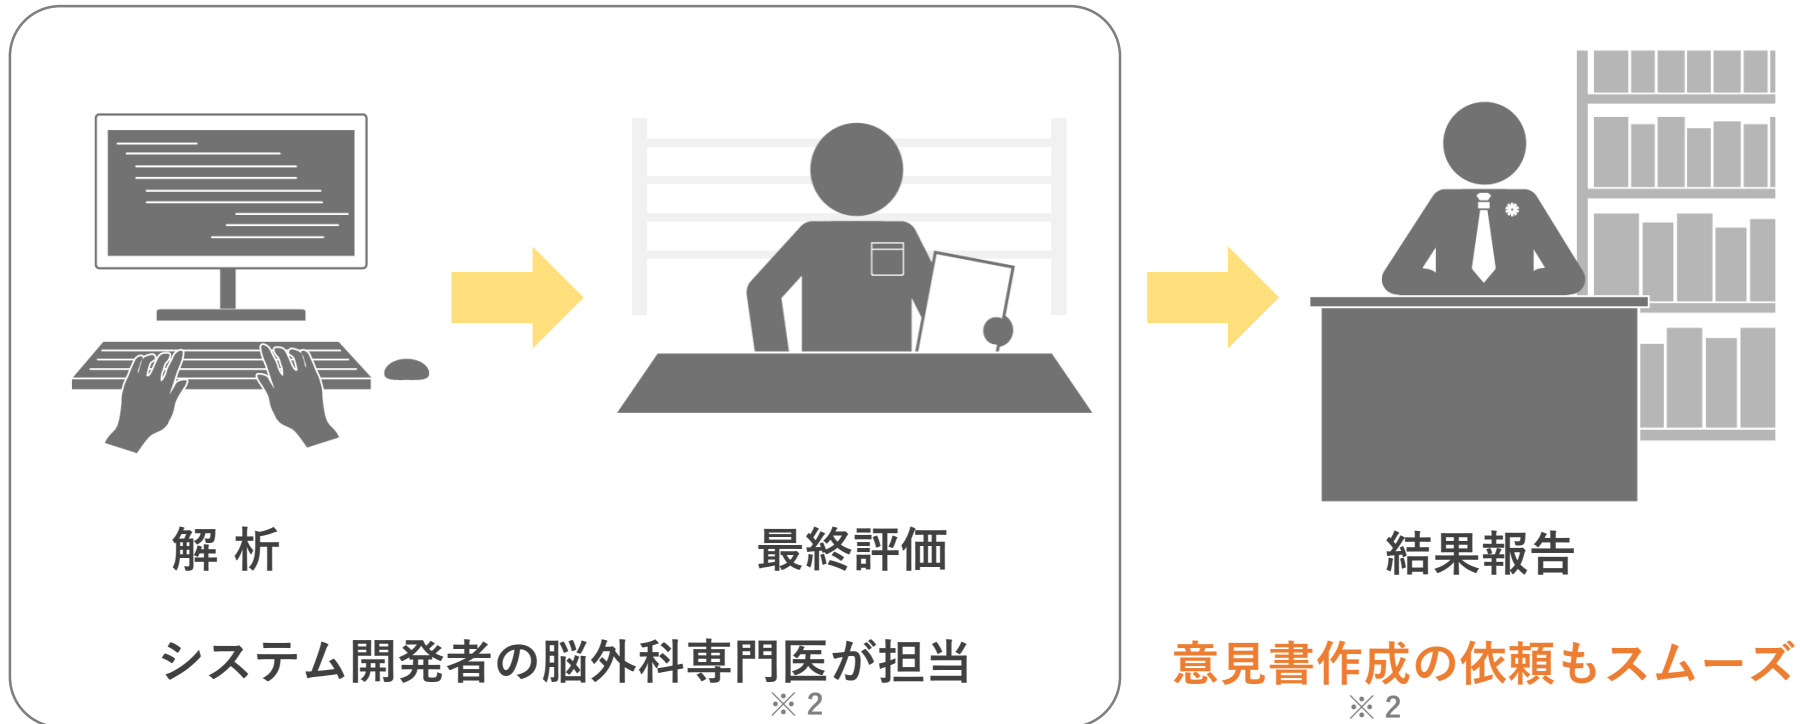 解 析
最終評価
結果報告
システム開発者の脳外科専門医が担当
※2
意見書作成の依頼もスムーズ
※2